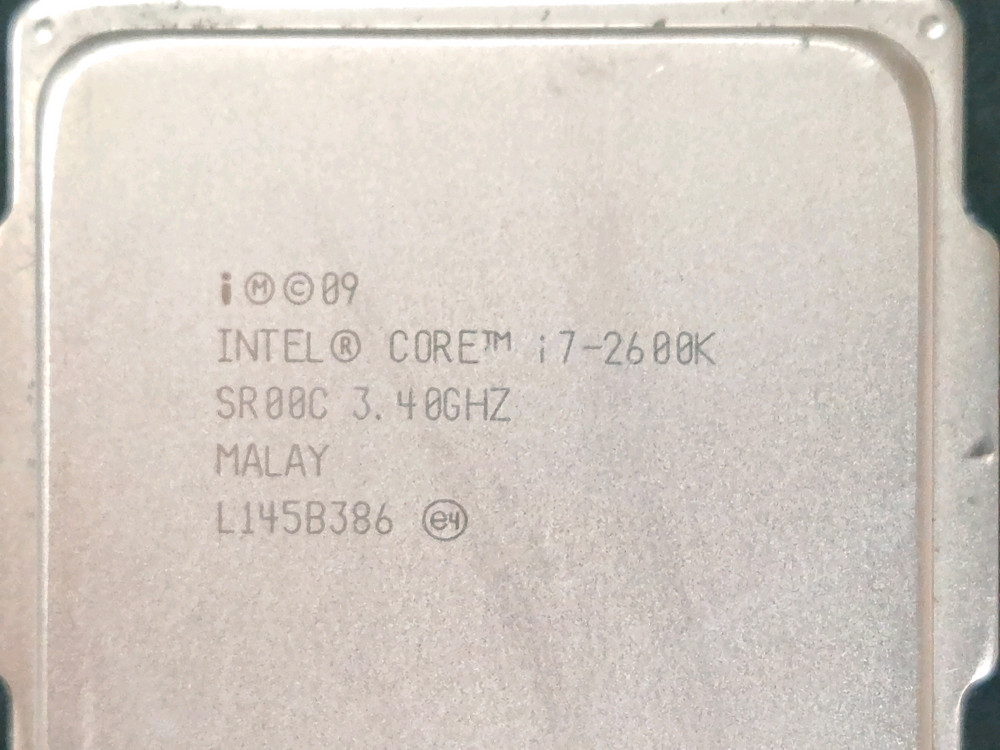 i Ⓜ © 09
INTEL® CORE™ i7-2600K
SR00C 3.40GHZ
MALAY
L145B386 e4